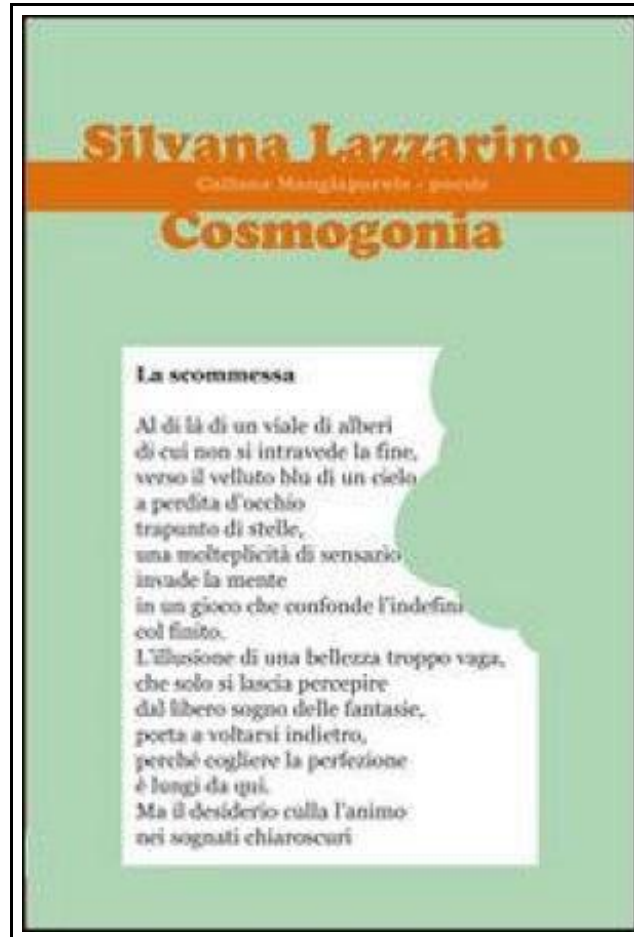 Silvana Lazzarino
Collana Mangiaparole - poesie
Cosmogonia
La scommessa
Al di là di un viale di alberi
di cui non si intravede la fine,
verso il velluto blu di un cielo
a perdita d'occhio
trapunto di stelle,
una molteplicità di sensazio
invade la mente
in un gioco che confonde l'indefini
col finito.
L'illusione di una bellezza troppo vaga,
che solo si lascia percepire
dal libero sogno delle fantasie,
porta a voltarsi indietro,
perché cogliere la perfezione
è lungi da qui.
Ma il desiderio culla l'animo
nei sognati chiaroscuri